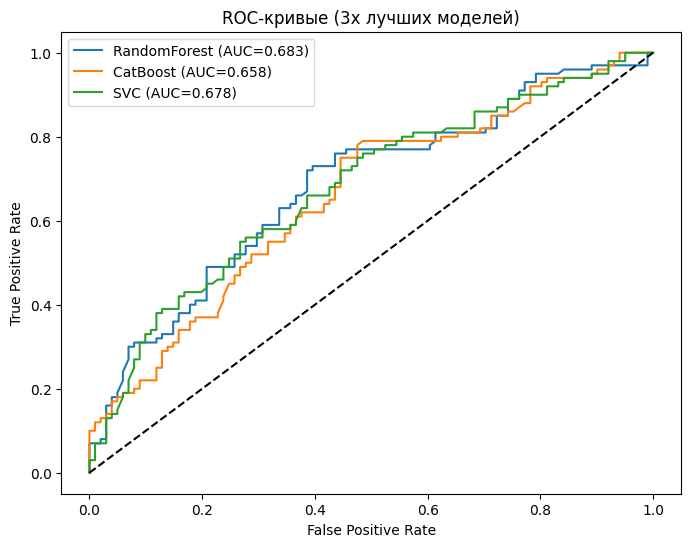 ROC-кривые (3х лучших моделей)
RandomForest (AUC=0.683)
CatBoost (AUC=0.658)
SVC (AUC=0.678)
True Positive Rate
1.0
0.8
0.6
0.4
0.2
0.0
0.0 0.2 0.4 0.6 0.8 1.0
False Positive Rate